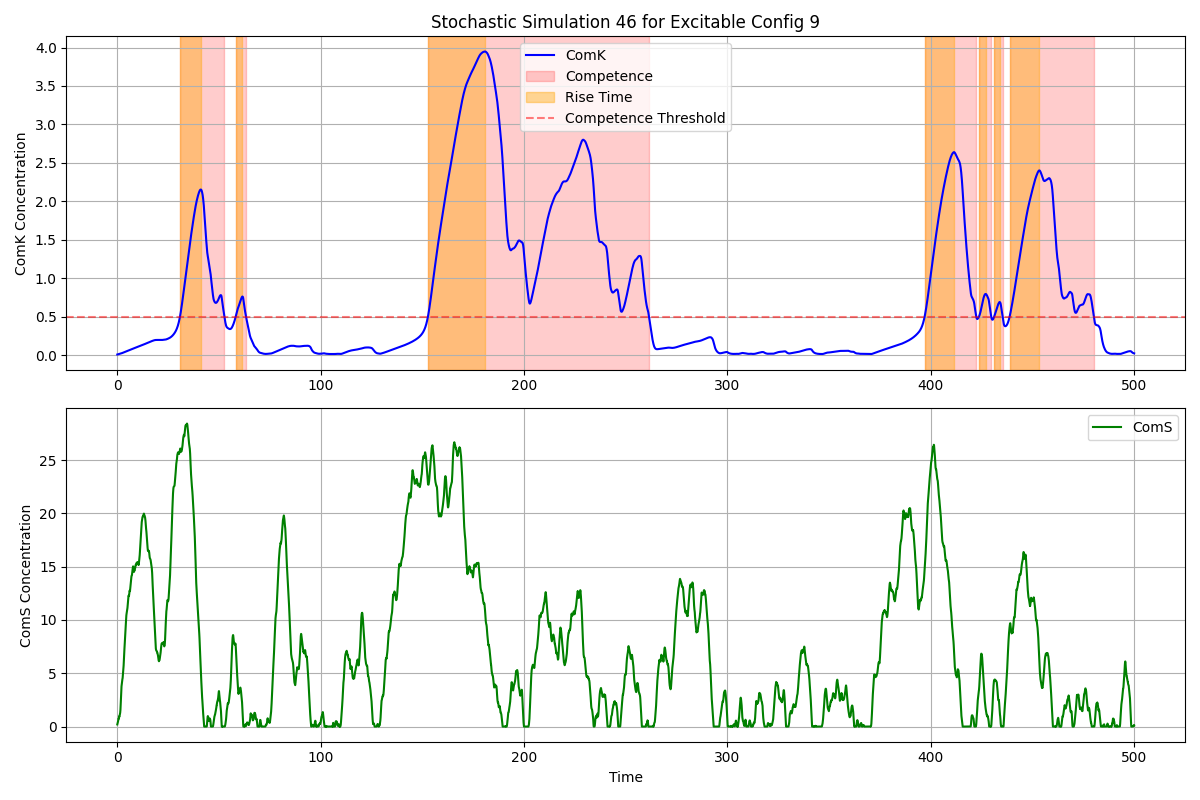 Stochastic Simulation 46 for Excitable Config 9
ComK Concentration
4.0
3.5
3.0
2.5
2.0
1.5
1.0
0.5
0.0
ComK
Competence
Rise Time
Competence Threshold
0 100 200 300 400 500
ComS Concentration
25
20
15
10
5
0
ComS
0 100 200 300 400 500
Time